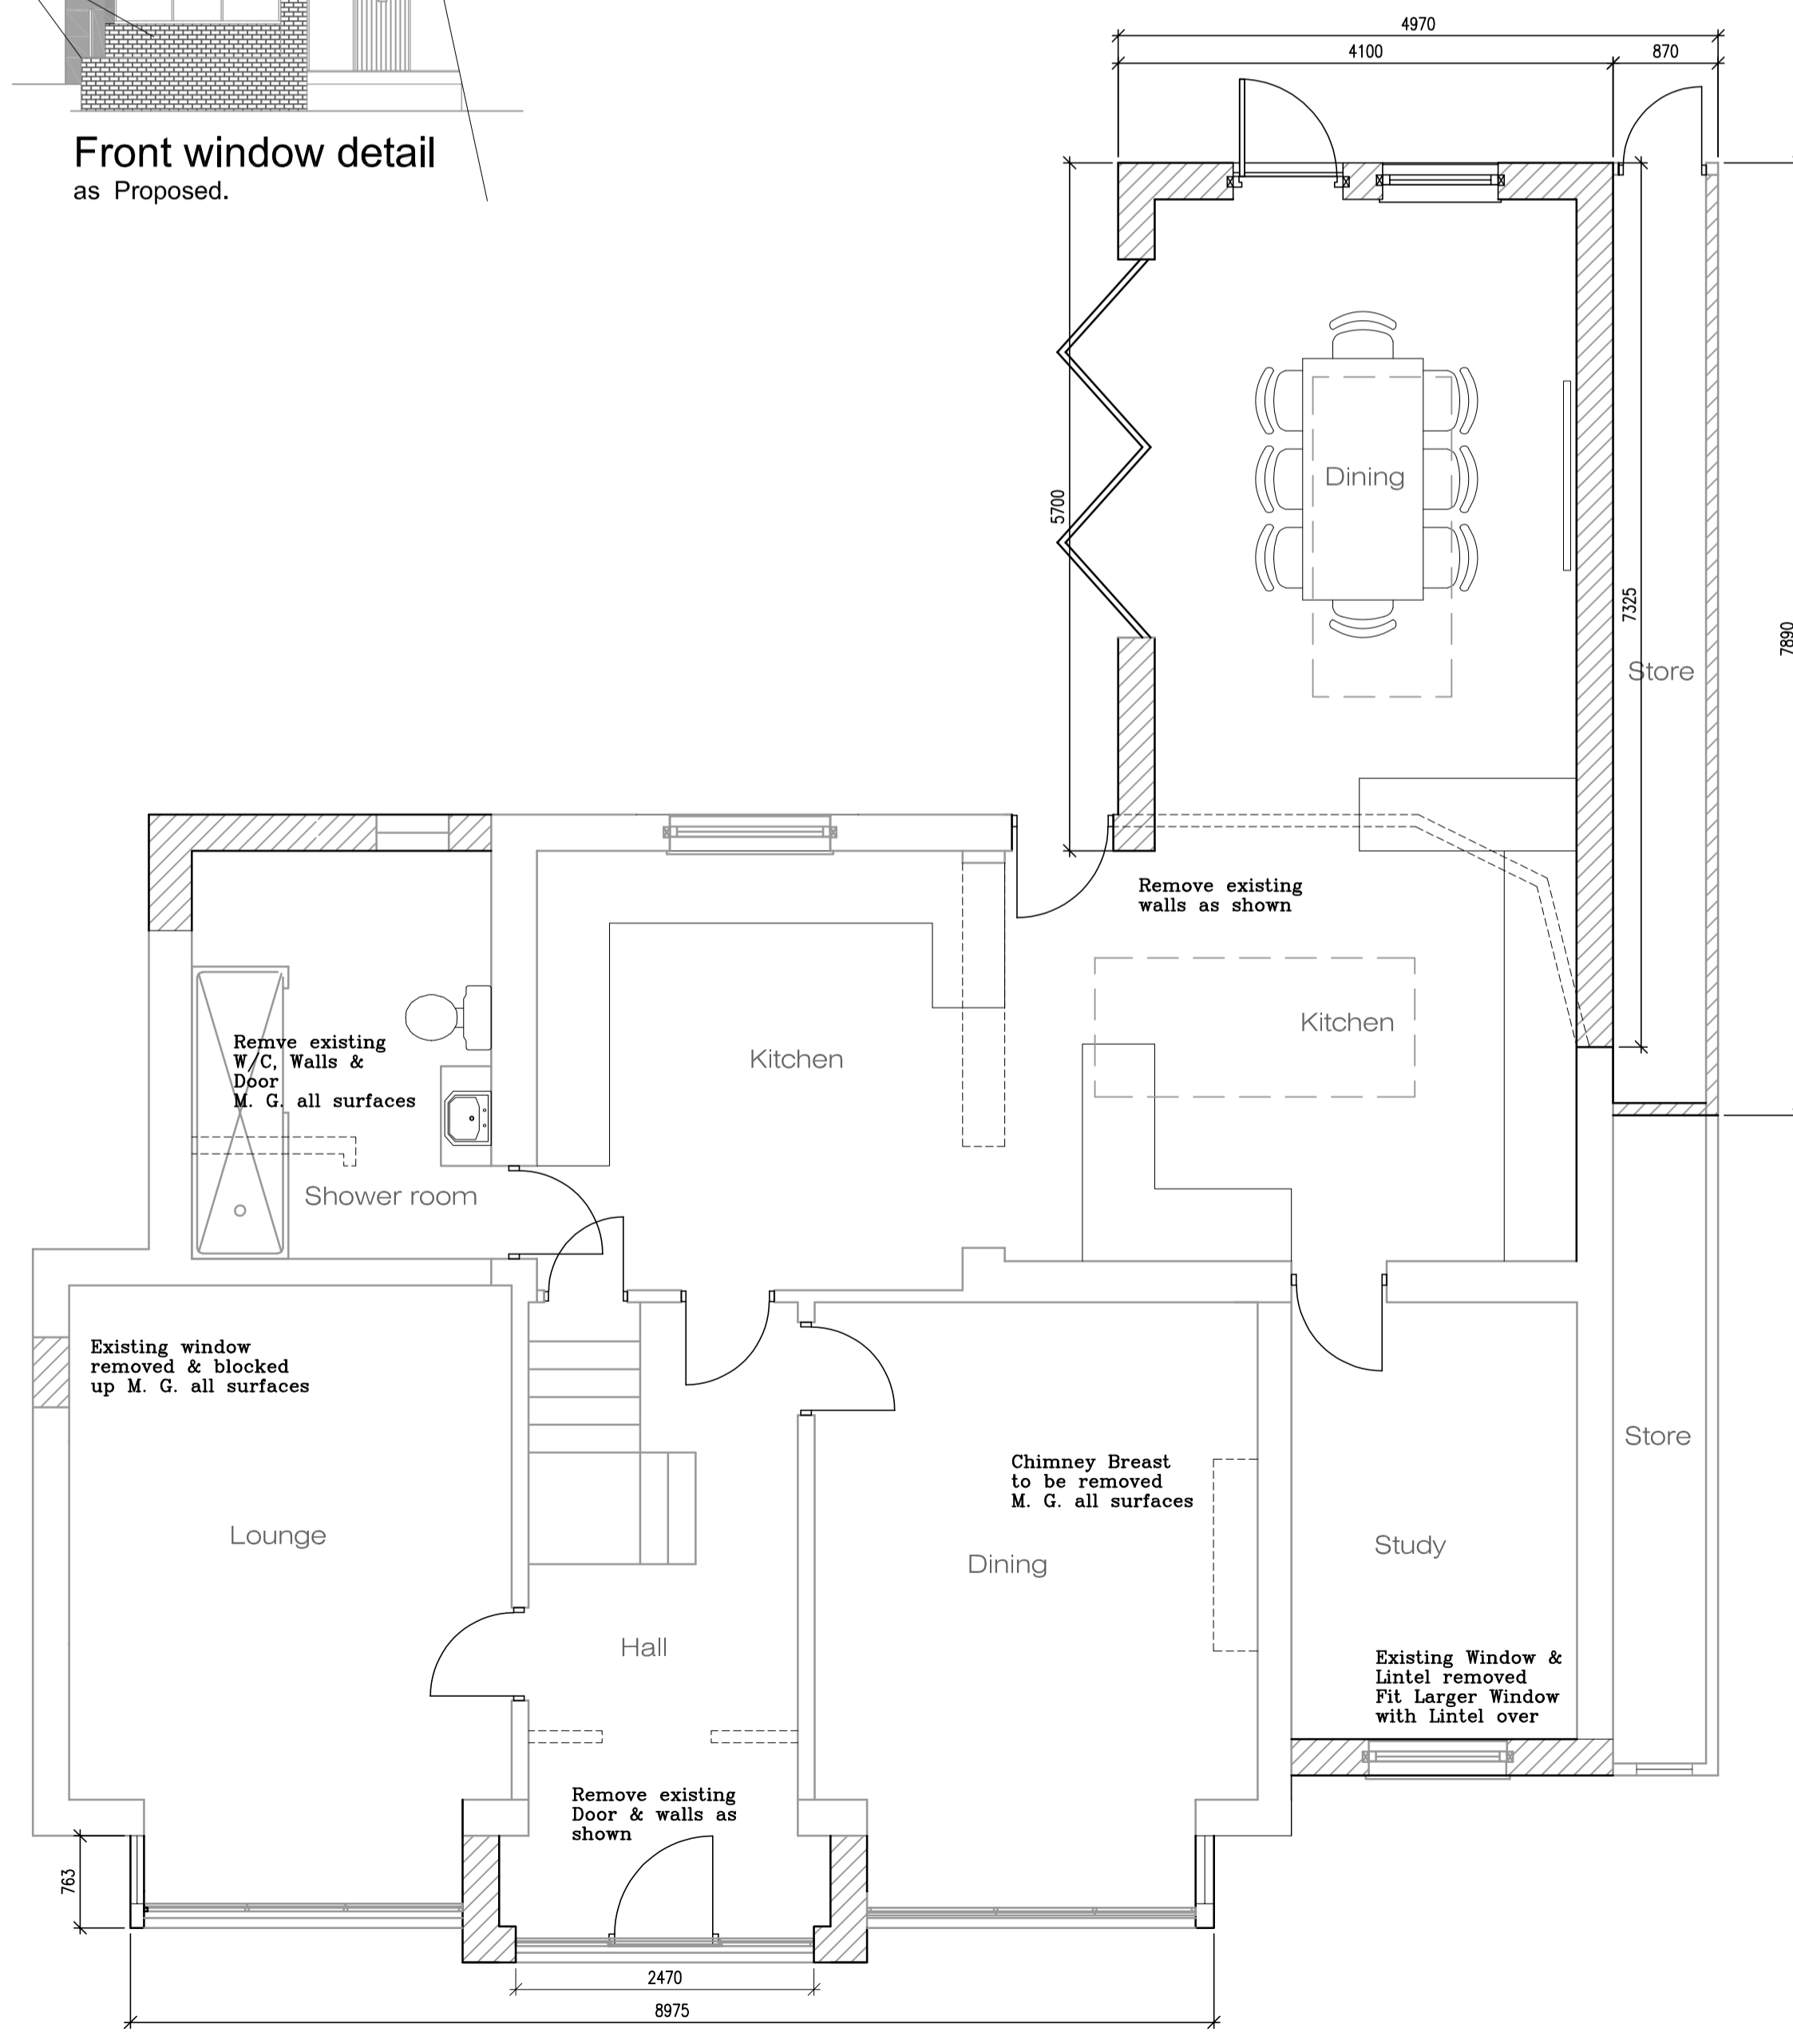 4970
4100
870
Front window detail
as Proposed.
Dining
5700
7325
7890
Store
Remove existing
walls as shown
Kitchen
Kitchen
Remve existing
W/C, Walls &
Door
M. G. all surfaces
Shower room
Existing window
removed & blocked
up M. G. all surfaces
Chimney Breast
to be removed
M. G. all surfaces
Store
Lounge
Dining
Study
Hall
Existing Window &
Lintel removed
Fit Larger Window
with Lintel over
Remove existing
Door & walls as
shown
763
2470
8975